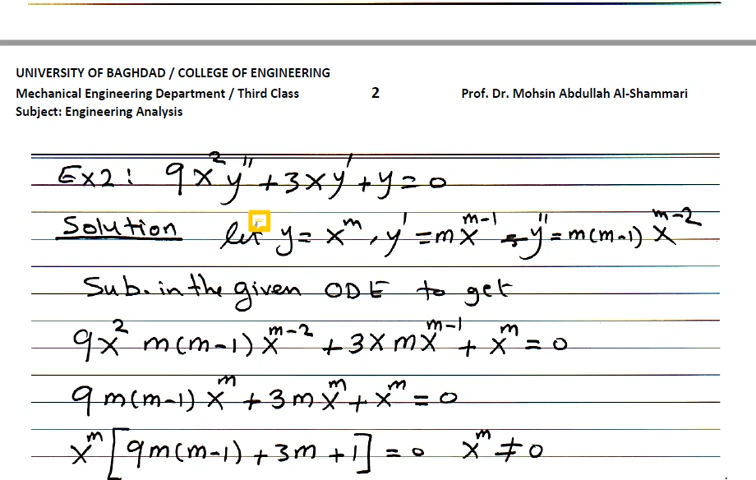 UNIVERSITY OF BAGHDAD / COLLEGE OF ENGINEERING
Mechanical Engineering Department / Third Class 2 Prof. Dr. Mohsin Abdullah Al-Shammari
Subject: Engineering Analysis
Ex2: 9x²y'' + 3xy' + y = 0
Solution let y = x^m, y' = mx^(m-1), y'' = m(m-1) x^(m-2)
Sub. in the given ODE to get
9x² m(m-1) x^(m-2) + 3x mx^(m-1) + x^m = 0
9 m(m-1) x^m + 3m x^m + x^m = 0
x^m [9m(m-1) + 3m + 1] = 0 x^m ≠ 0